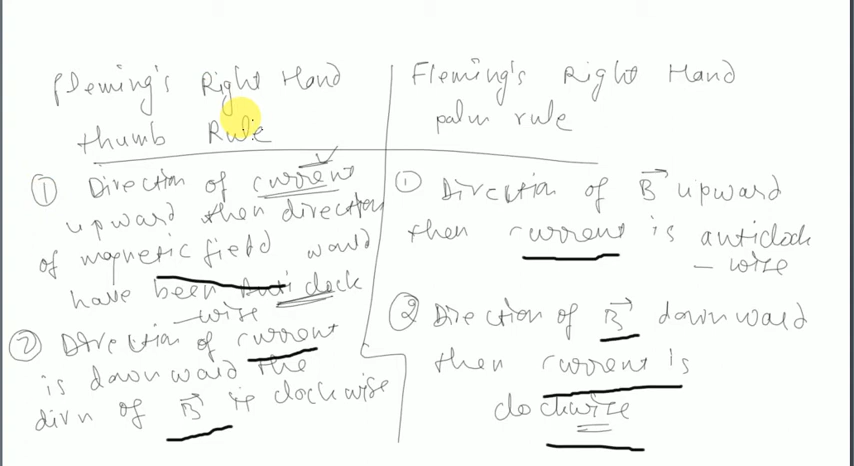 Fleming's Right Hand
thumb Rule
① Direction of current
upward then direction
of magnetic field would
have been Anti clock
– wise
② Direction of current
is downward the
dirn of B⃗ is clockwise
Fleming's Right Hand
palm rule
① Direction of B⃗ upward
then current is anticlock
– wise
② Direction of B⃗ downward
then current is
clockwise